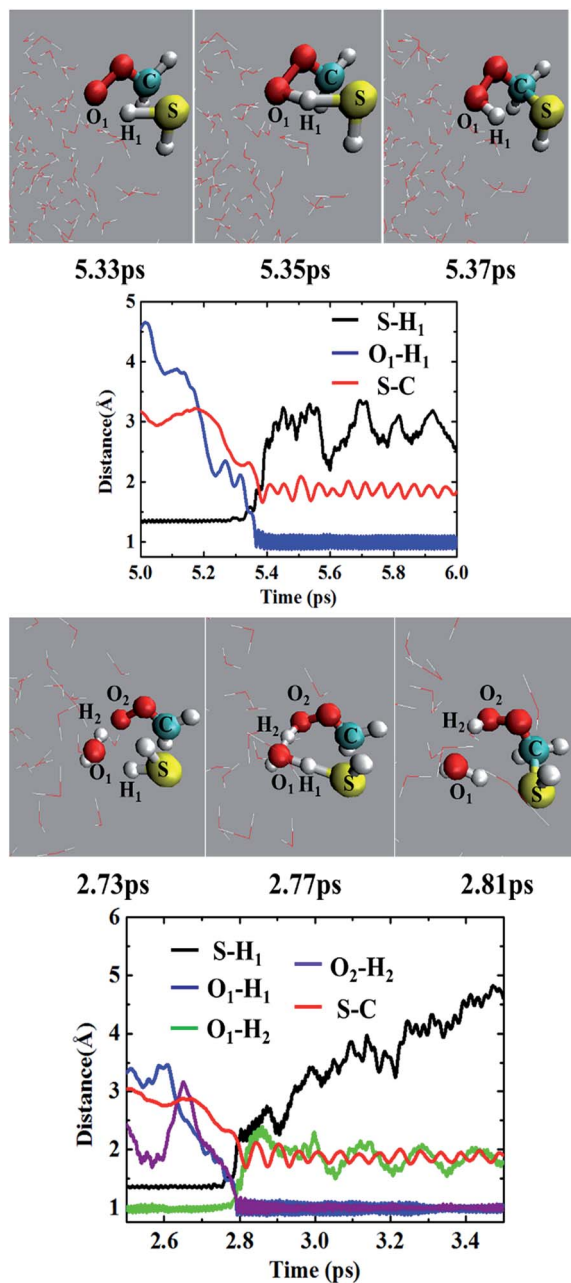 C
S
O₁
H₁
C
S
O₁
H₁
C
S
O₁
H₁
5.33ps 5.35ps 5.37ps
5
4
3
2
1
Distance(Å)
S-H₁
O₁-H₁
S-C
5.0 5.2 5.4 5.6 5.8 6.0
Time (ps)
O₂
H₂
C
O₁
S
H₁
O₂
H₂
C
O₁
H₁
S
O₂
H₂
C
O₁
S
2.73ps 2.77ps 2.81ps
6
5
4
3
2
1
Distance(Å)
S-H₁
O₁-H₁
O₁-H₂
O₂-H₂
S-C
2.6 2.8 3.0 3.2 3.4
Time (ps)